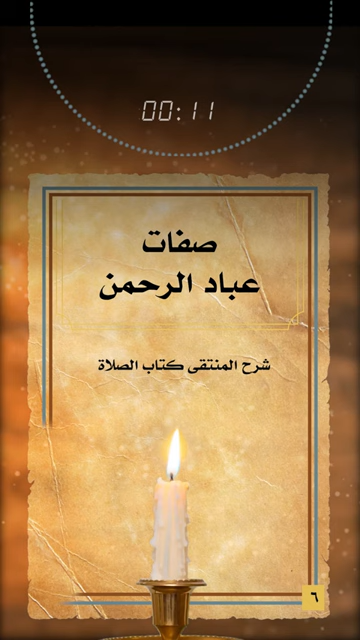 00:11
صفات
عباد الرحمن
شرح المنتقى كتاب الصلاة
٦